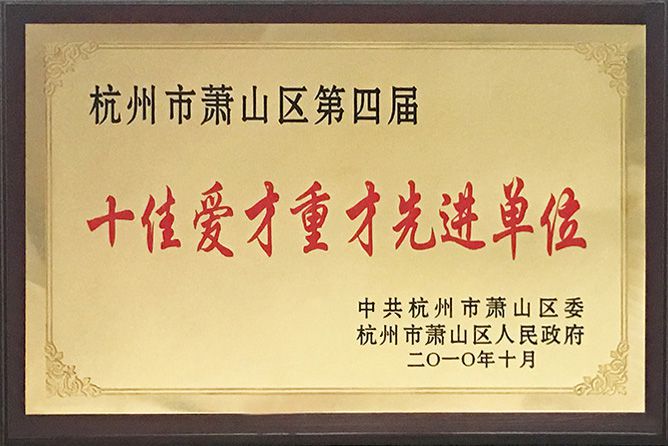 杭州市萧山区第四届
十佳爱才重才先进单位
中共杭州市萧山区委
杭州市萧山区人民政府
二〇一〇年十月